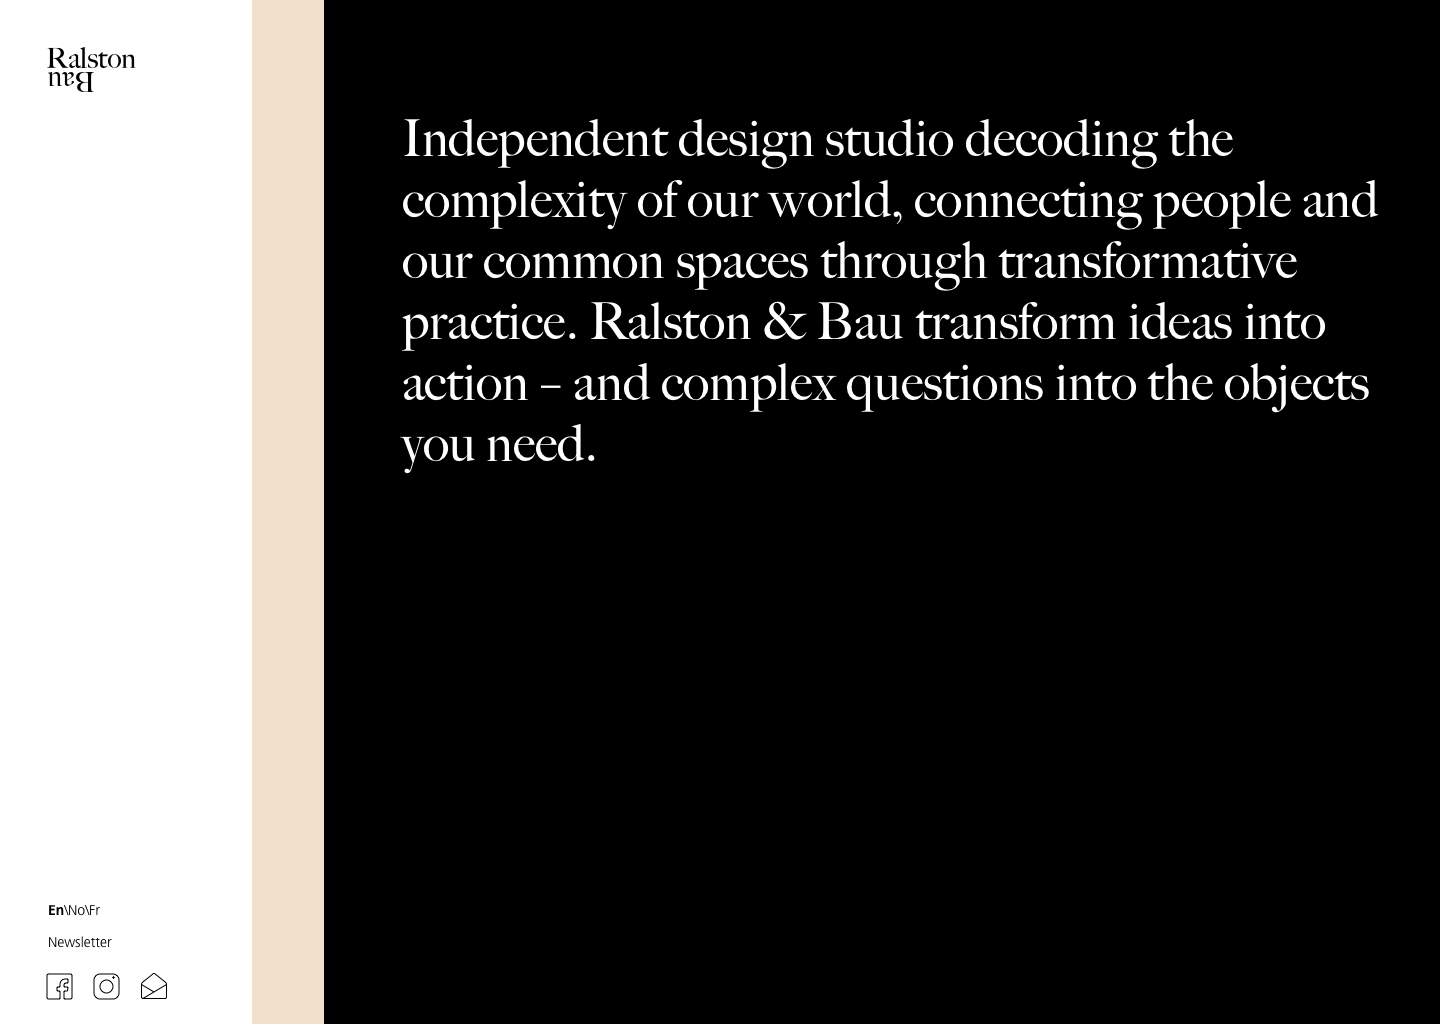 Ralston
Bau
Independent design studio decoding the
complexity of our world, connecting people and
our common spaces through transformative
practice. Ralston & Bau transform ideas into
action – and complex questions into the objects
you need.
En\No\Fr
Newsletter